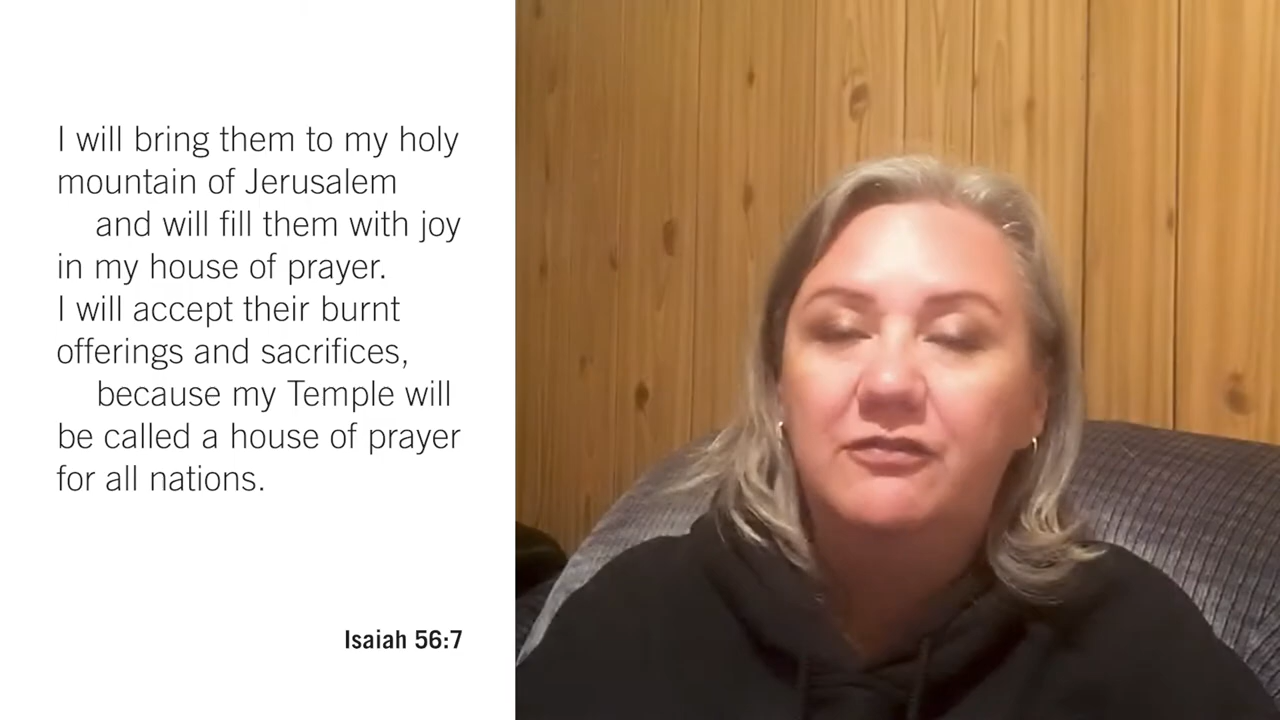 I will bring them to my holy
mountain of Jerusalem
and will fill them with joy
in my house of prayer.
I will accept their burnt
offerings and sacrifices,
because my Temple will
be called a house of prayer
for all nations.
Isaiah 56:7